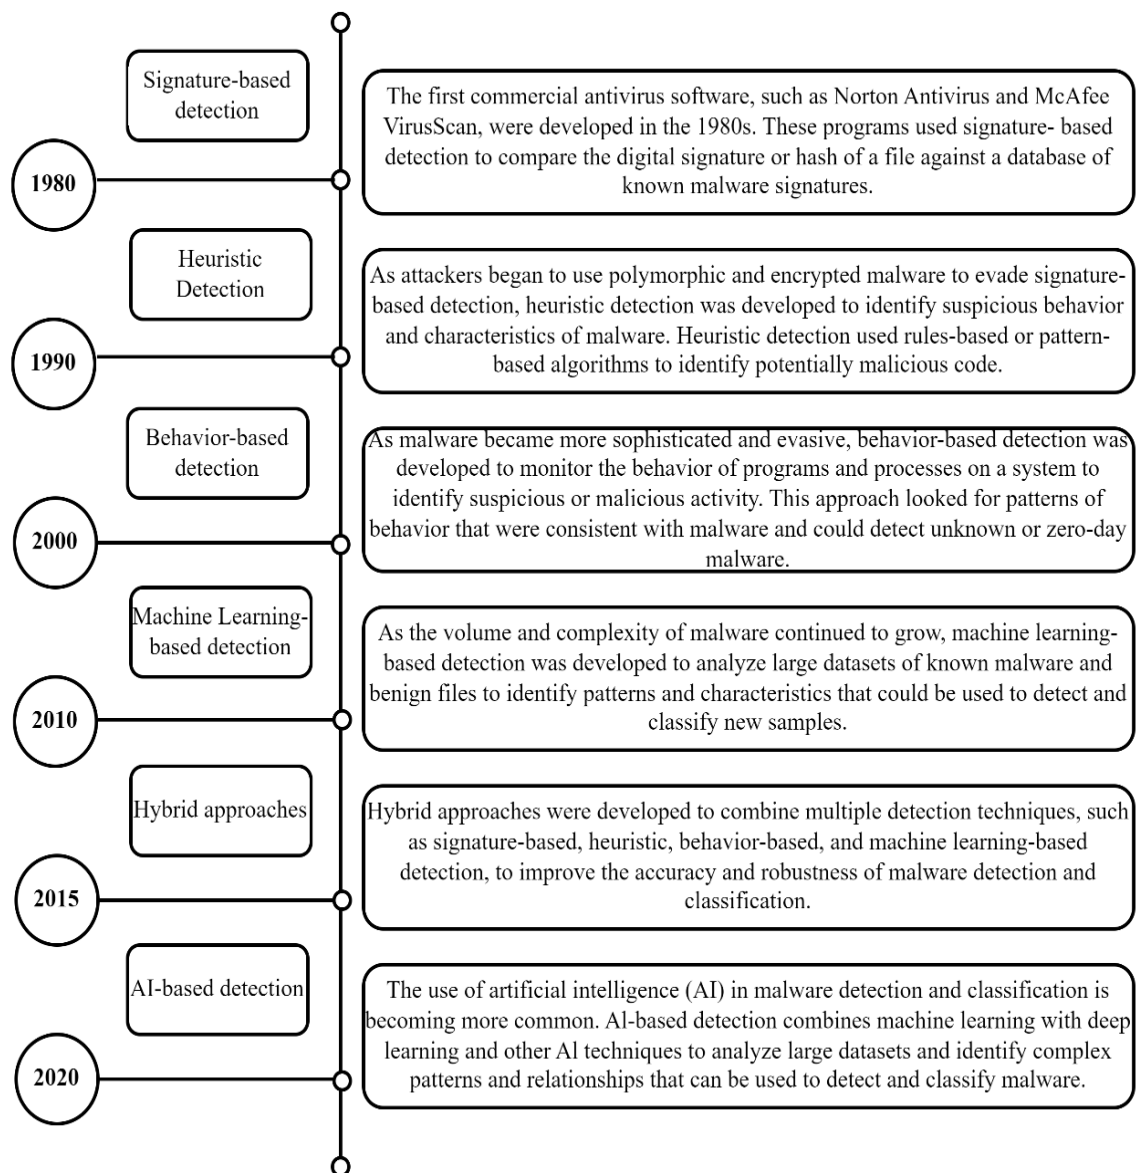 Signature-based
detection
1980
The first commercial antivirus software, such as Norton Antivirus and McAfee
VirusScan, were developed in the 1980s. These programs used signature- based
detection to compare the digital signature or hash of a file against a database of
known malware signatures.
Heuristic
Detection
1990
As attackers began to use polymorphic and encrypted malware to evade signature-
based detection, heuristic detection was developed to identify suspicious behavior
and characteristics of malware. Heuristic detection used rules-based or pattern-
based algorithms to identify potentially malicious code.
Behavior-based
detection
2000
As malware became more sophisticated and evasive, behavior-based detection was
developed to monitor the behavior of programs and processes on a system to
identify suspicious or malicious activity. This approach looked for patterns of
behavior that were consistent with malware and could detect unknown or zero-day
malware.
Machine Learning-
based detection
2010
As the volume and complexity of malware continued to grow, machine learning-
based detection was developed to analyze large datasets of known malware and
benign files to identify patterns and characteristics that could be used to detect and
classify new samples.
Hybrid approaches
2015
Hybrid approaches were developed to combine multiple detection techniques, such
as signature-based, heuristic, behavior-based, and machine learning-based
detection, to improve the accuracy and robustness of malware detection and
classification.
AI-based detection
2020
The use of artificial intelligence (AI) in malware detection and classification is
becoming more common. Al-based detection combines machine learning with deep
learning and other Al techniques to analyze large datasets and identify complex
patterns and relationships that can be used to detect and classify malware.